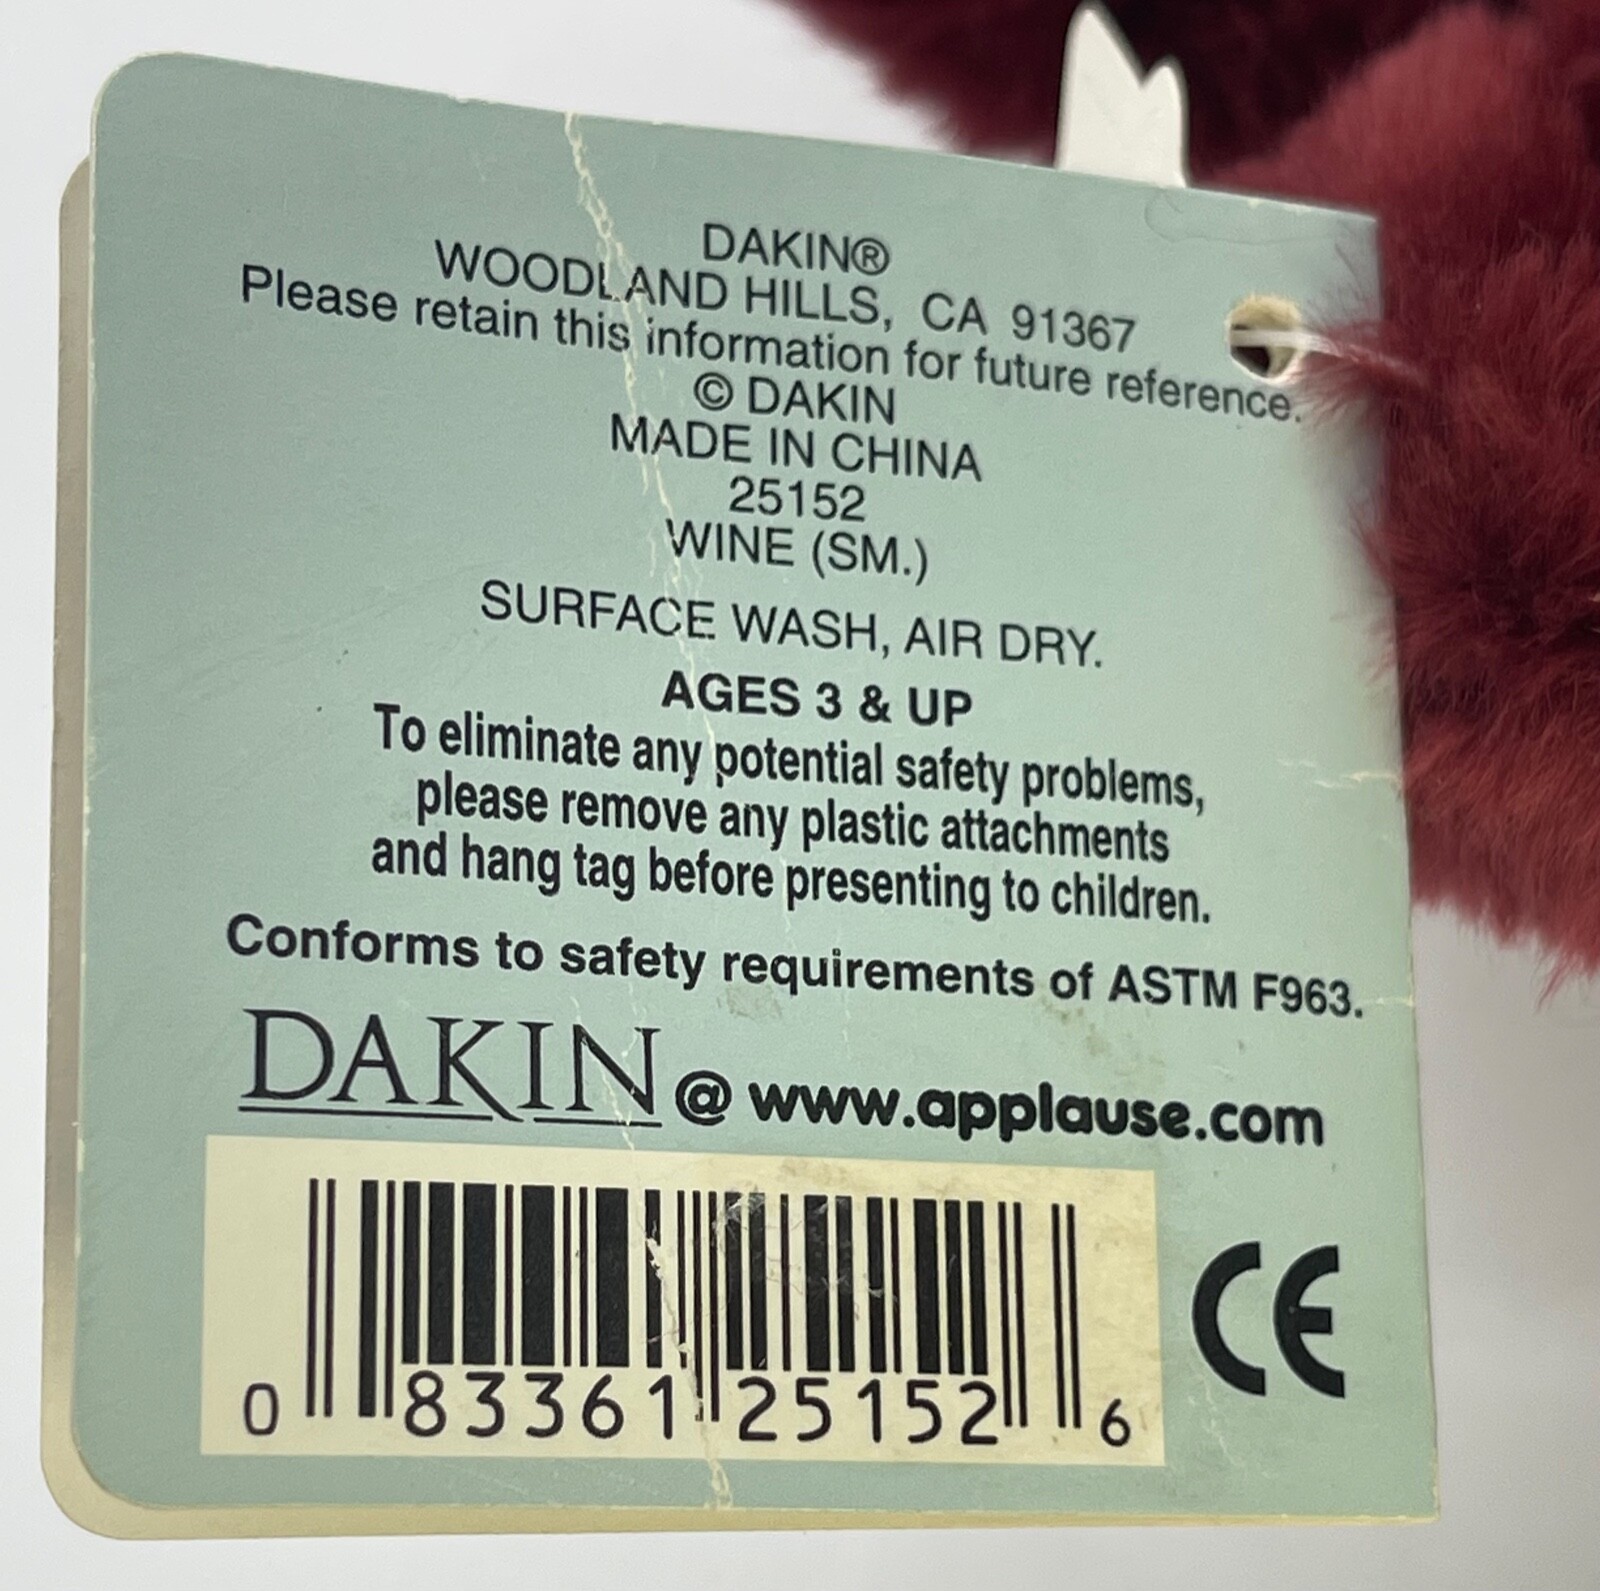 DAKIN®
WOODLAND HILLS, CA 91367
Please retain this information for future reference.
© DAKIN
MADE IN CHINA
25152
WINE (SM.)
SURFACE WASH, AIR DRY.
AGES 3 & UP
To eliminate any potential safety problems,
please remove any plastic attachments
and hang tag before presenting to children.
Conforms to safety requirements of ASTM F963.
DAKIN @ www.applause.com
0 83361 25152 6
CE